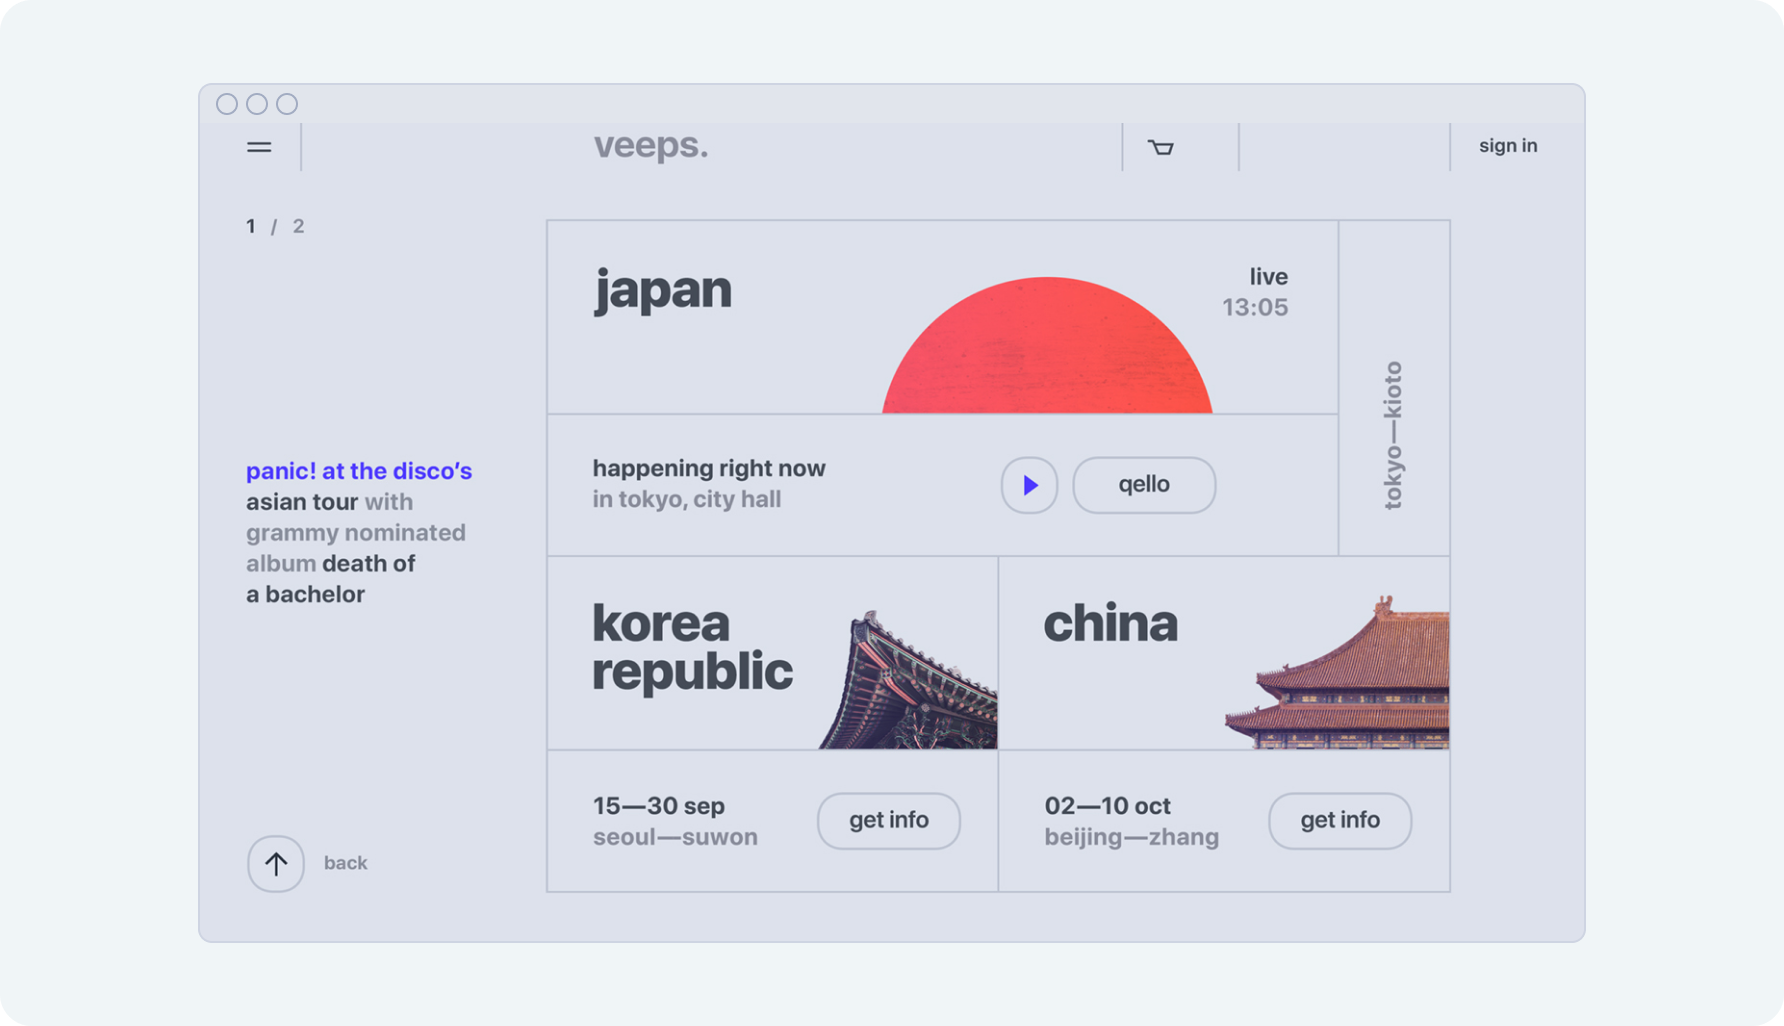 veeps.
sign in
1 / 2
panic! at the disco’s
asian tour with
grammy nominated
album death of
a bachelor
back
japan
live
13:05
tokyo—kioto
happening right now
in tokyo, city hall
qello
korea
republic
15—30 sep
seoul—suwon
get info
china
02—10 oct
beijing—zhang
get info